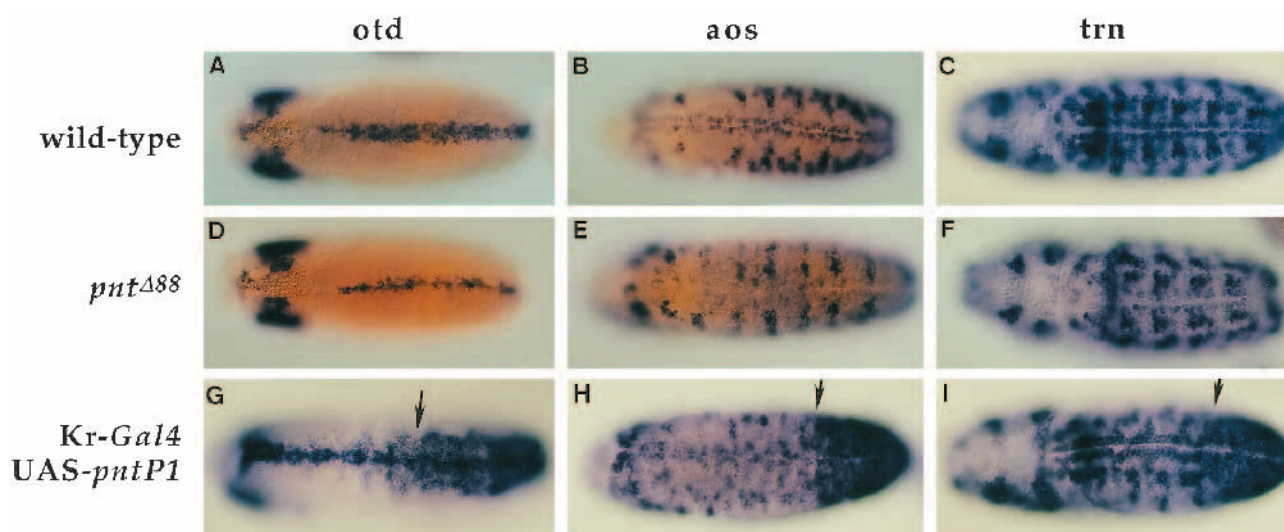 otd aos trn
wild-type A B C
pntΔ88 D E F
Kr-Gal4 G H I
UAS-pntP1